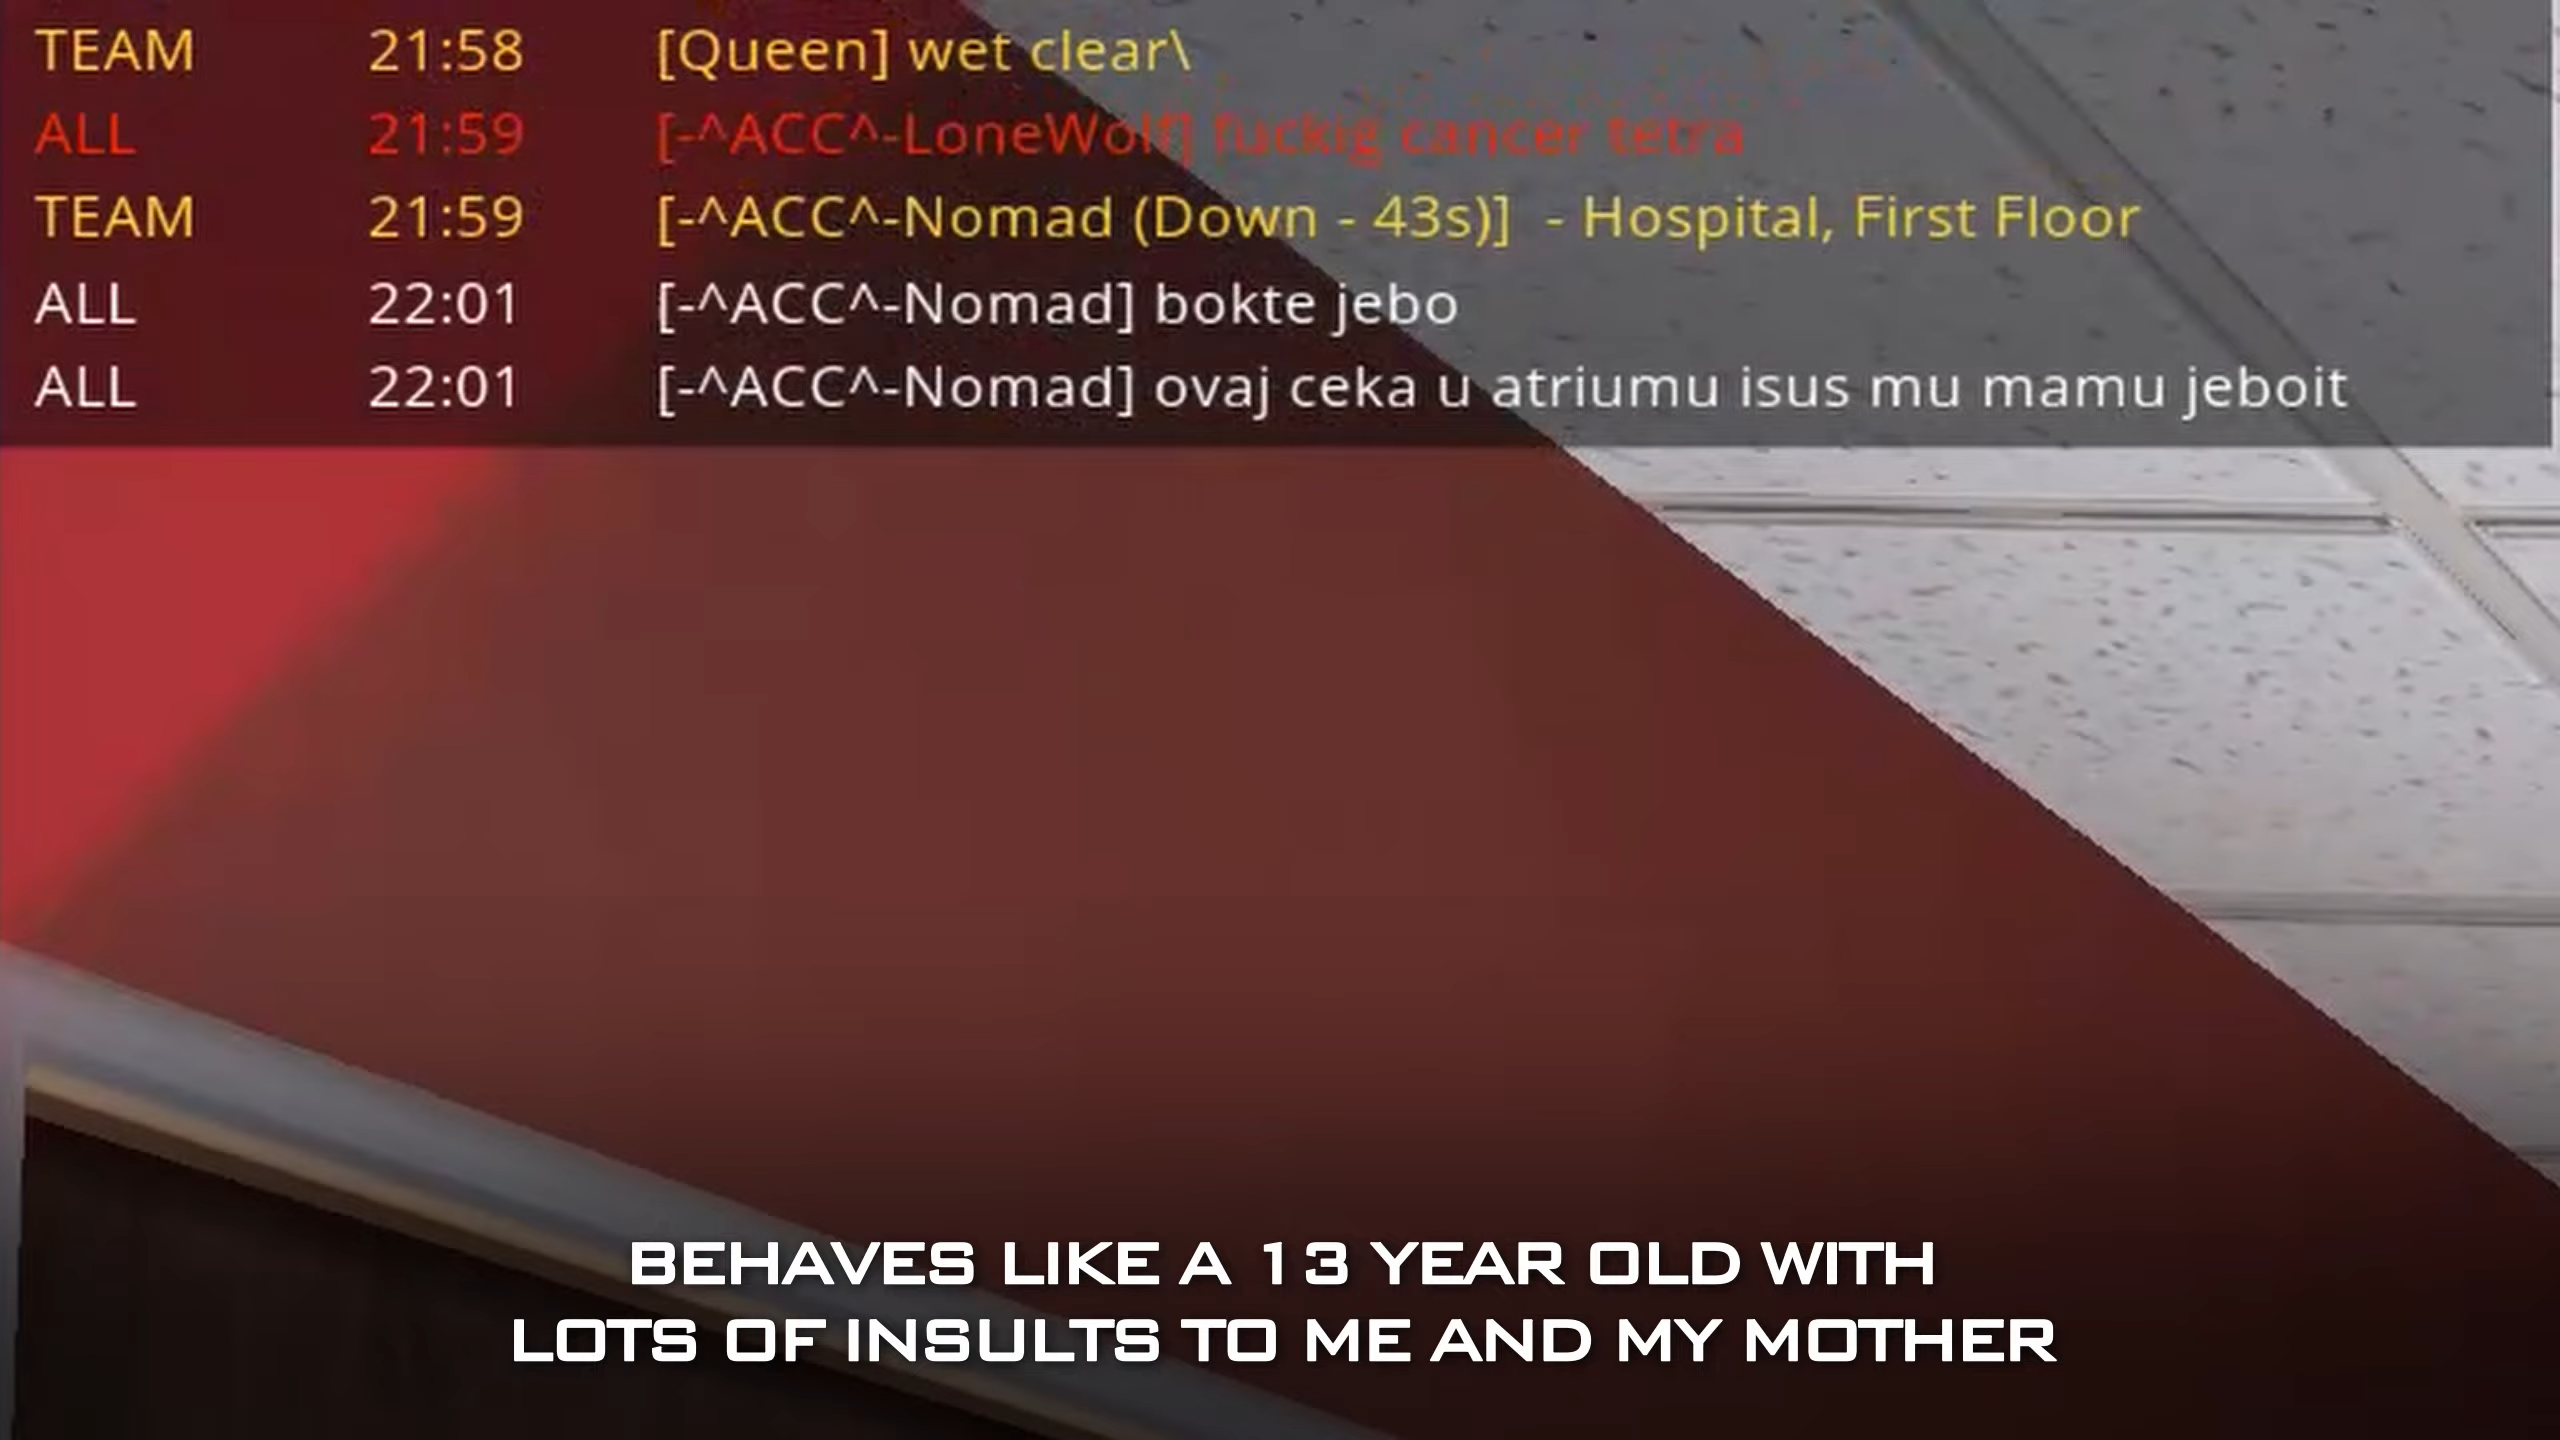 TEAM 21:58 [Queen] wet clear\
ALL 21:59 [-^ACC^-LoneWolf] fuckig cancer tetra
TEAM 21:59 [-^ACC^-Nomad (Down - 43s)]  - Hospital, First Floor
ALL 22:01 [-^ACC^-Nomad] bokte jebo
ALL 22:01 [-^ACC^-Nomad] ovaj ceka u atriumu isus mu mamu jeboit
BEHAVES LIKE A 13 YEAR OLD WITH
LOTS OF INSULTS TO ME AND MY MOTHER